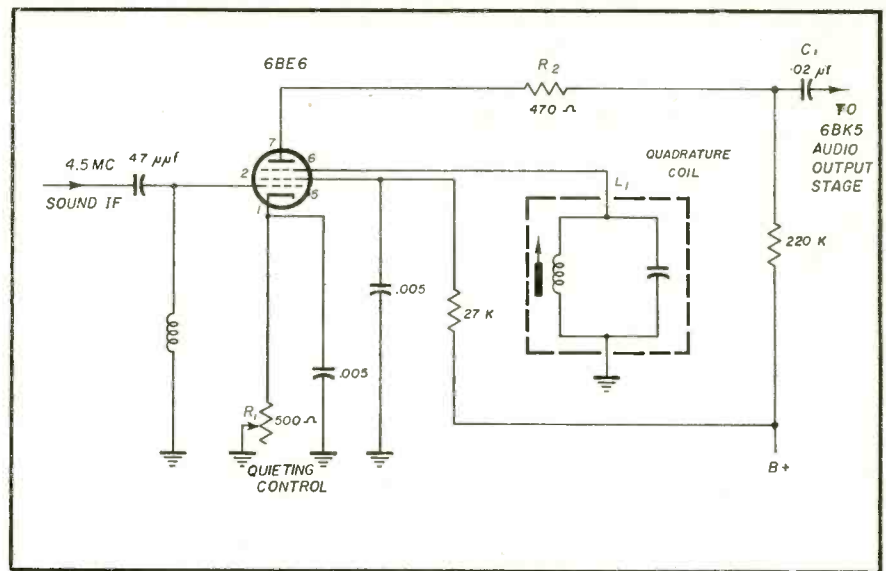 6BE6
R2
470 Ω
C1
.02 µf
TO
6BK5
AUDIO
OUTPUT
STAGE
4.5 MC
47 µµf
SOUND IF
2
7
6
5
1
QUADRATURE
COIL
L1
220 K
.005
27 K
.005
R1
500 Ω
QUIETING
CONTROL
B+